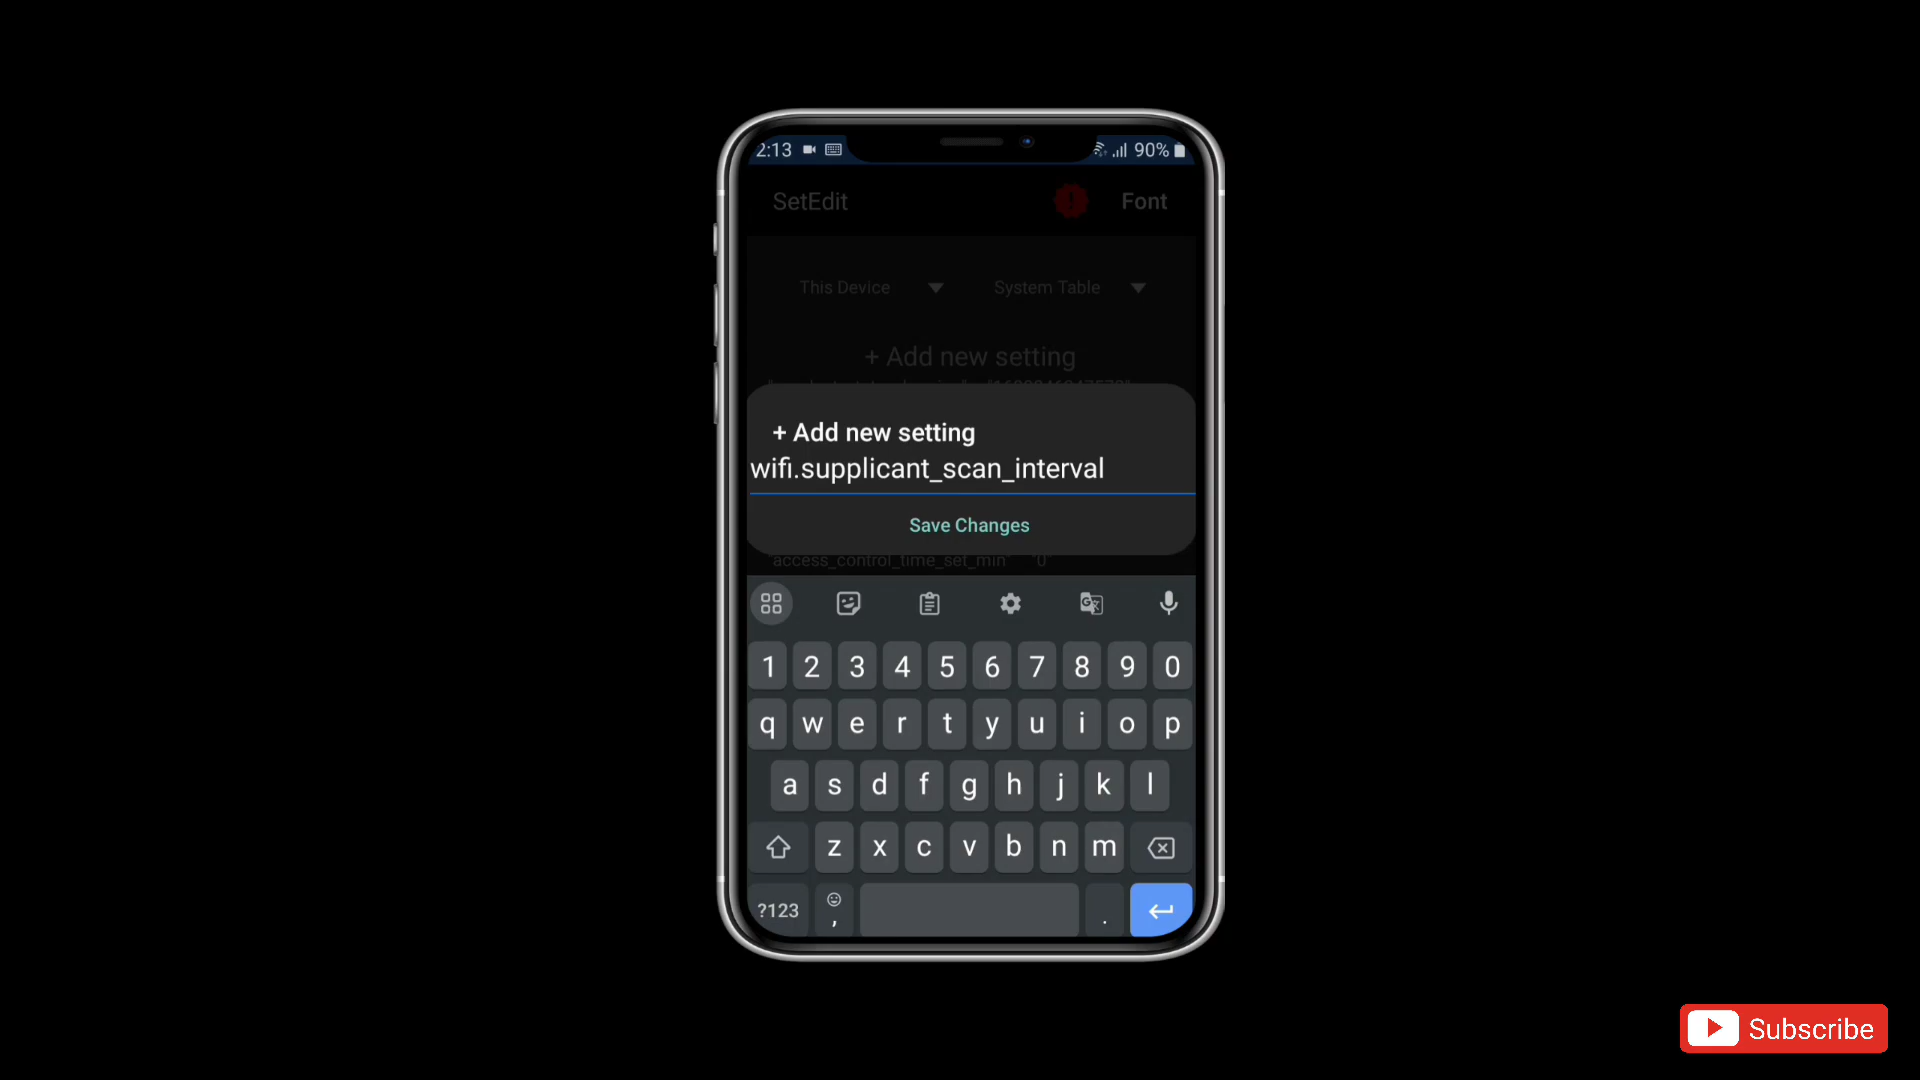 2:13 90%
SetEdit Font
This Device System Table
+ Add new setting
+ Add new setting
wifi.supplicant_scan_interval
Save Changes
access_control_time_set_min" "0"
1 2 3 4 5 6 7 8 9 0
q w e r t y u i o p
a s d f g h j k l
z x c v b n m
?123 , .
Subscribe